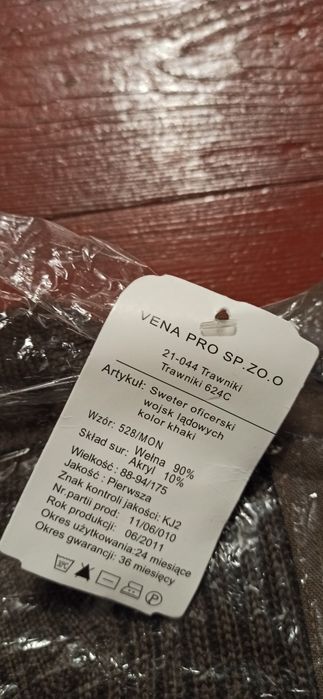 VENA PRO SP.ZO.O
21-044 Trawniki
Trawniki 624C
Artykuł: Sweter oficerski
wojsk lądowych
kolor khaki
Wzór: 528/MON
Skład sur: Wełna 90%
Akryl 10%
Wielkość : 88-94/175
Jakość : Pierwsza
Znak kontroli jakości: KJ2
Nr.partii prod: 11/06/010
Rok produkcji: 06/2011
Okres użytkowania:24 miesiące
Okres gwarancji: 36 miesięcy